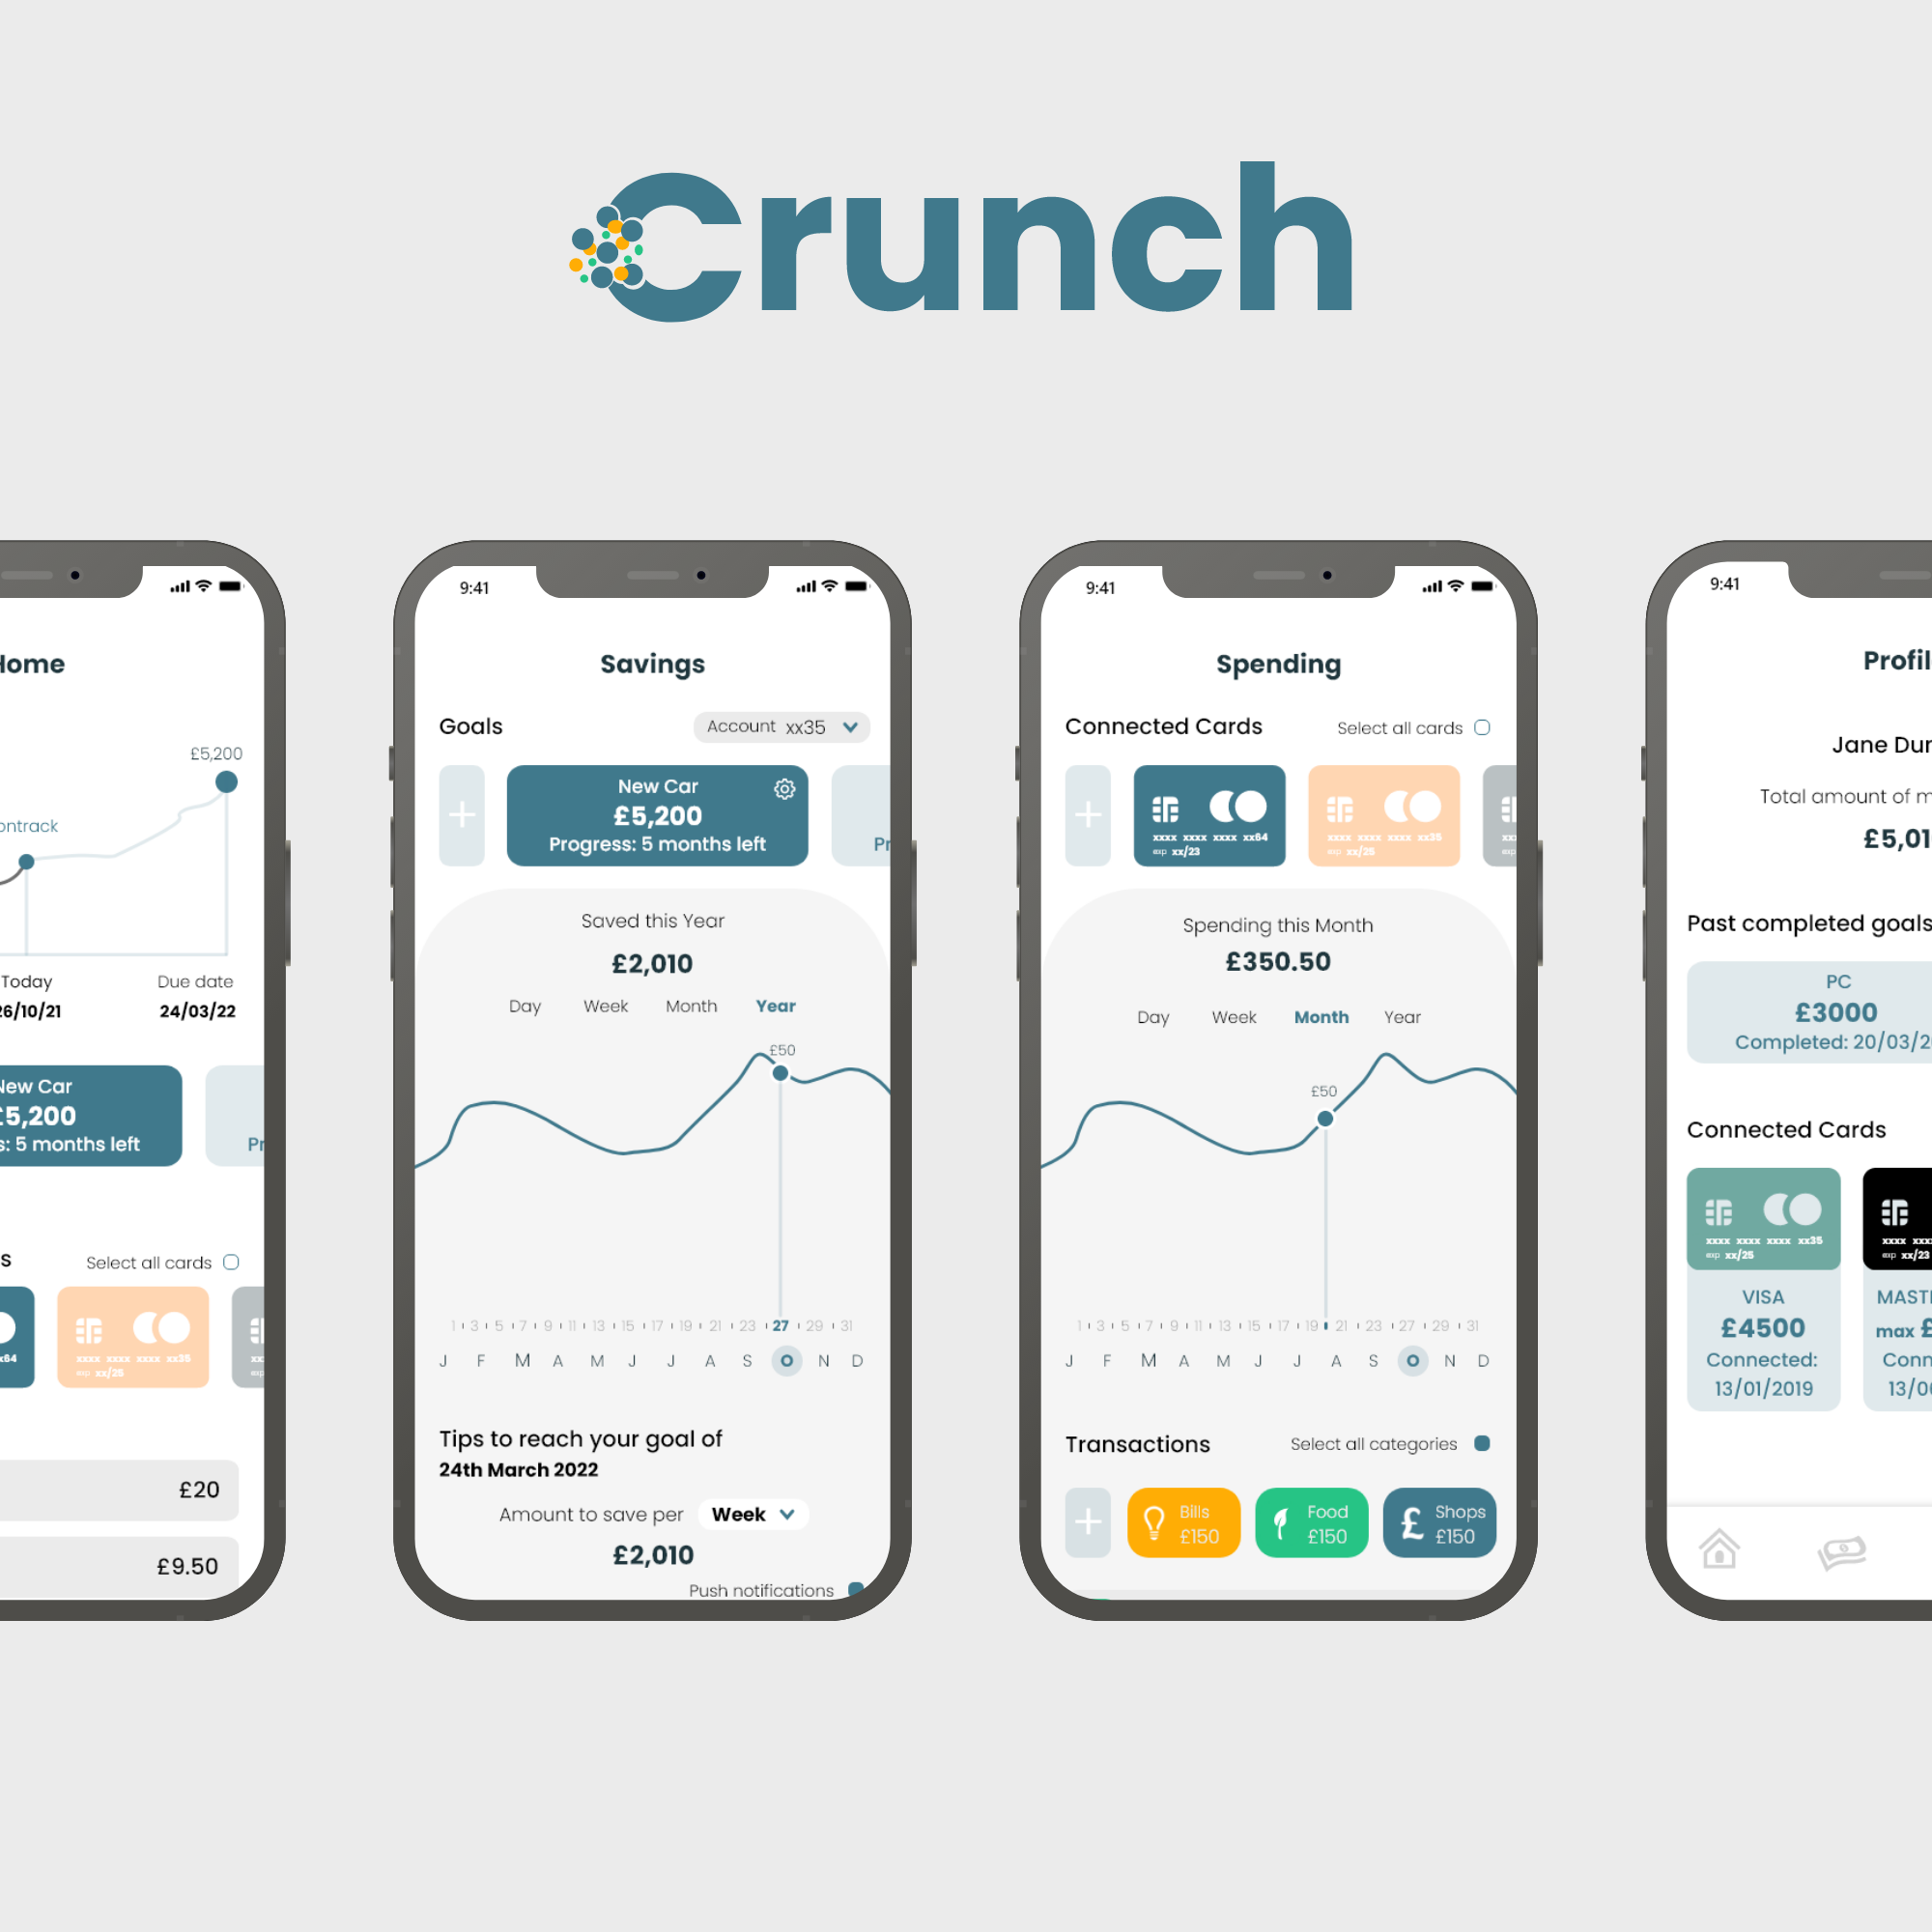 Crunch
Home
£5,200
ontrack
Today
Due date
26/10/21
24/03/22
New Car
£5,200
s: 5 months left
Pr
s
Select all cards
x64
xxxx xxxx xxxx xx35
exp xx/25
xx
exp
£20
£9.50
9:41
Savings
Goals
Account xx35
New Car
£5,200
Progress: 5 months left
Pr
Saved this Year
£2,010
Day Week Month Year
£50
1 3 5 7 9 11 13 15 17 19 21 23 27 29 31
J F M A M J J A S O N D
Tips to reach your goal of
24th March 2022
Amount to save per Week
£2,010
Push notifications
9:41
Spending
Connected Cards
Select all cards
xxxx xxxx xxxx xx64
exp xx/23
xxxx xxxx xxxx xx35
exp xx/25
xx
exp
Spending this Month
£350.50
Day Week Month Year
£50
1 3 5 7 9 11 13 15 17 19 21 23 27 29 31
J F M A M J J A S O N D
Transactions
Select all categories
Bills
£150
Food
£150
£
Shops
£150
9:41
Profil
Jane Dun
Total amount of m
£5,01
Past completed goals
PC
£3000
Completed: 20/03/2
Connected Cards
xxxx xxxx xxxx xx35
exp xx/25
xxxx xxx
exp xx/23
VISA
£4500
Connected:
13/01/2019
MAST
max £
Conn
13/0